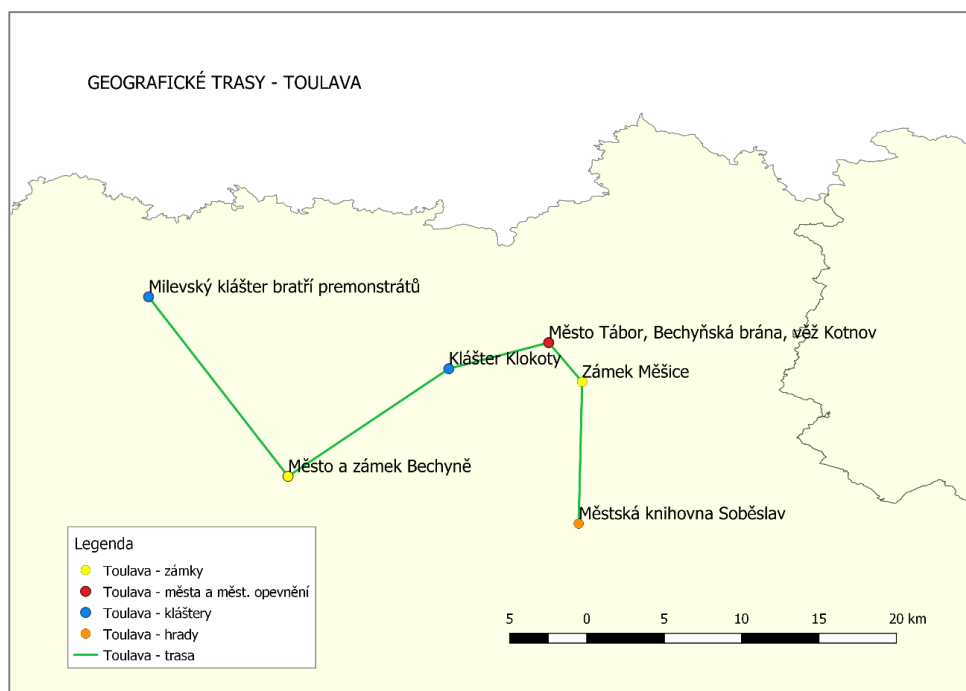 GEOGRAFICKÉ TRASY - TOULAVA
Milevský klášter bratří premonstrátů
Město Tábor, Bechyňská brána, věž Kotnov
Klášter Klokoty
Zámek Měšice
Město a zámek Bechyně
Městská knihovna Soběslav
Legenda
Toulava - zámky
Toulava - města a měst. opevnění
Toulava - kláštery
Toulava - hrady
Toulava - trasa
5 0 5 10 15 20 km